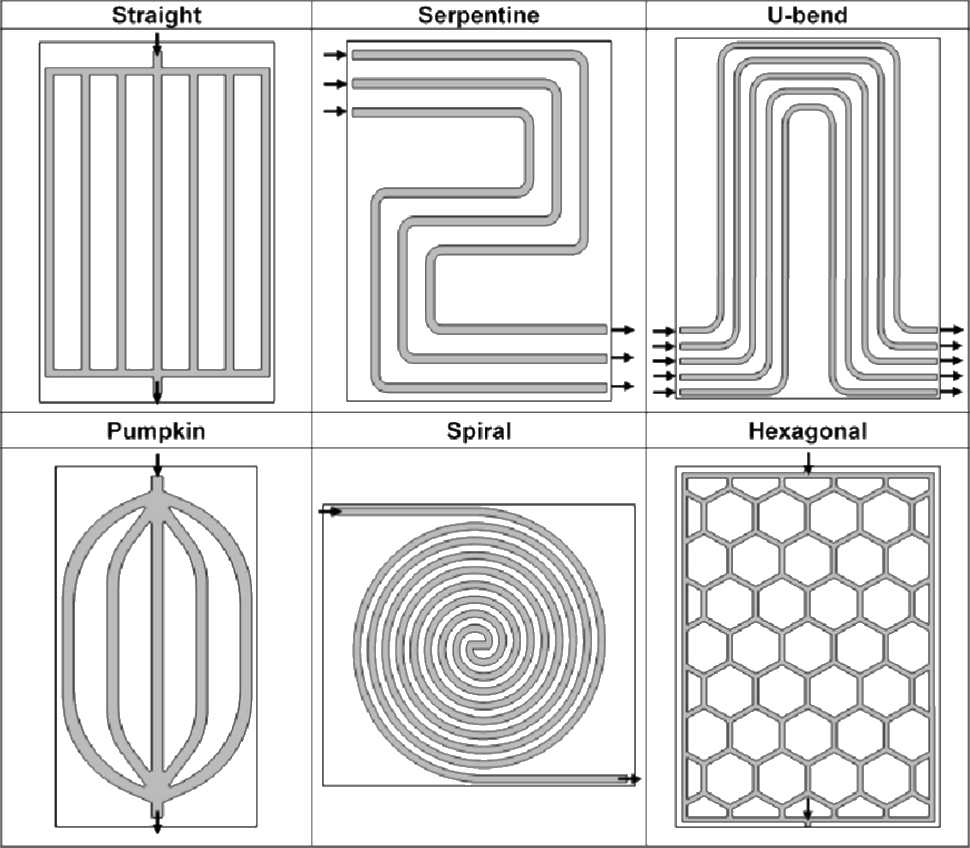 Straight
Serpentine
U-bend
Pumpkin
Spiral
Hexagonal